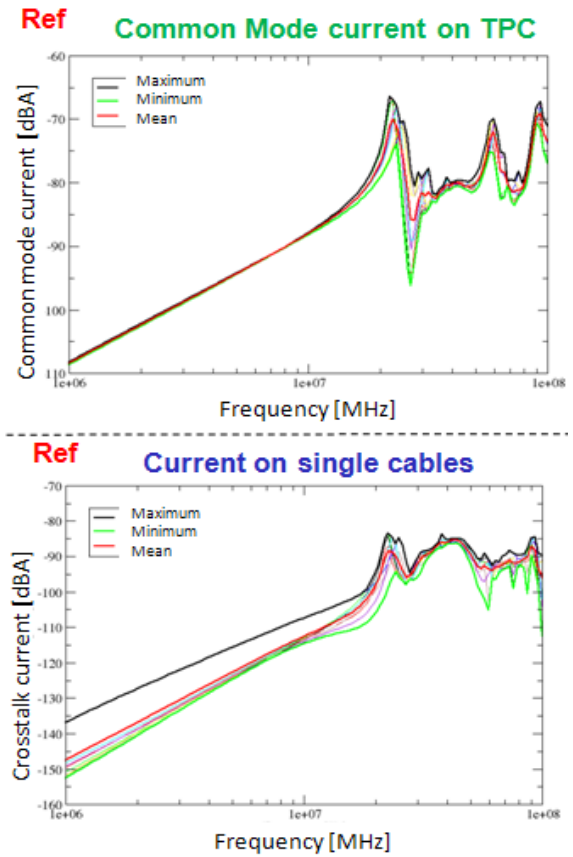 Ref
Common Mode current on TPC
-60
Maximum
Minimum
Mean
-70
-80
-90
100
110
Common mode current [dBA]
1e+06
1e+07
1e+08
Frequency [MHz]
Ref
Current on single cables
-70
Maximum
Minimum
Mean
-80
-90
-100
-110
-120
-130
-140
-150
-160
Crosstalk current [dBA]
1e+06
1e+07
1e+08
Frequency [MHz]